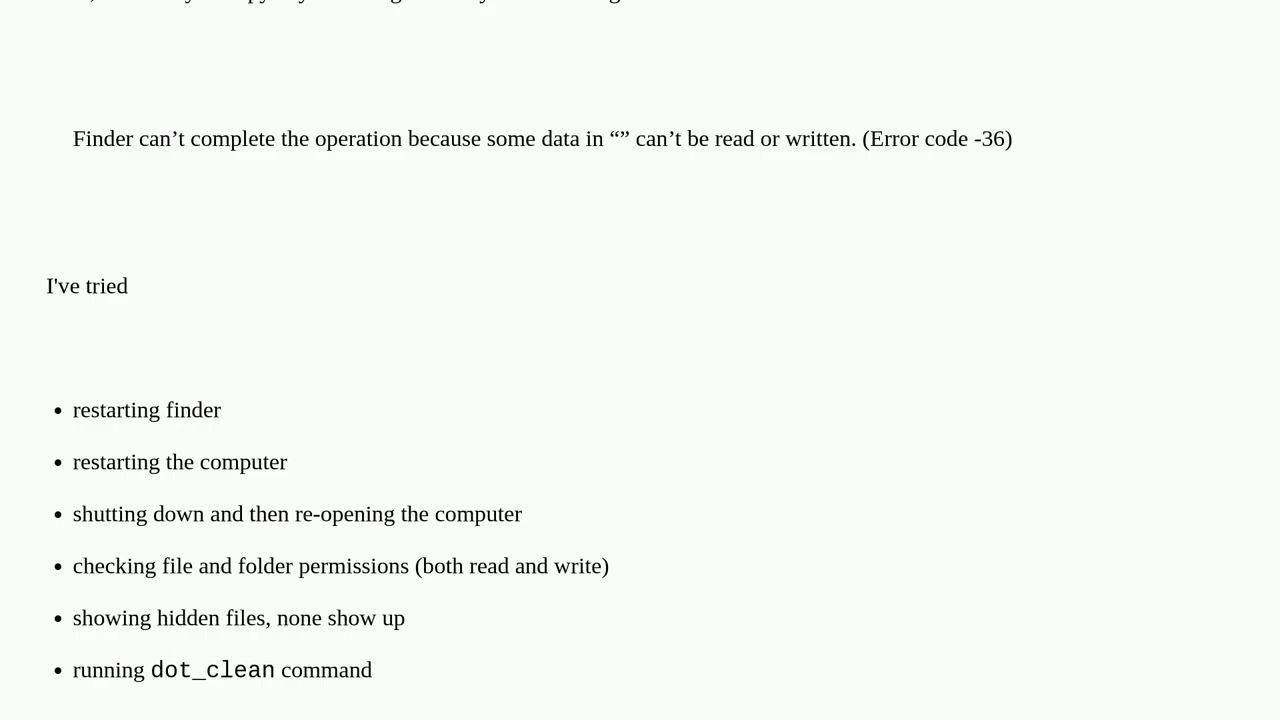 Finder can’t complete the operation because some data in “” can’t be read or written. (Error code -36)
I've tried
• restarting finder
• restarting the computer
• shutting down and then re-opening the computer
• checking file and folder permissions (both read and write)
• showing hidden files, none show up
• running dot_clean command